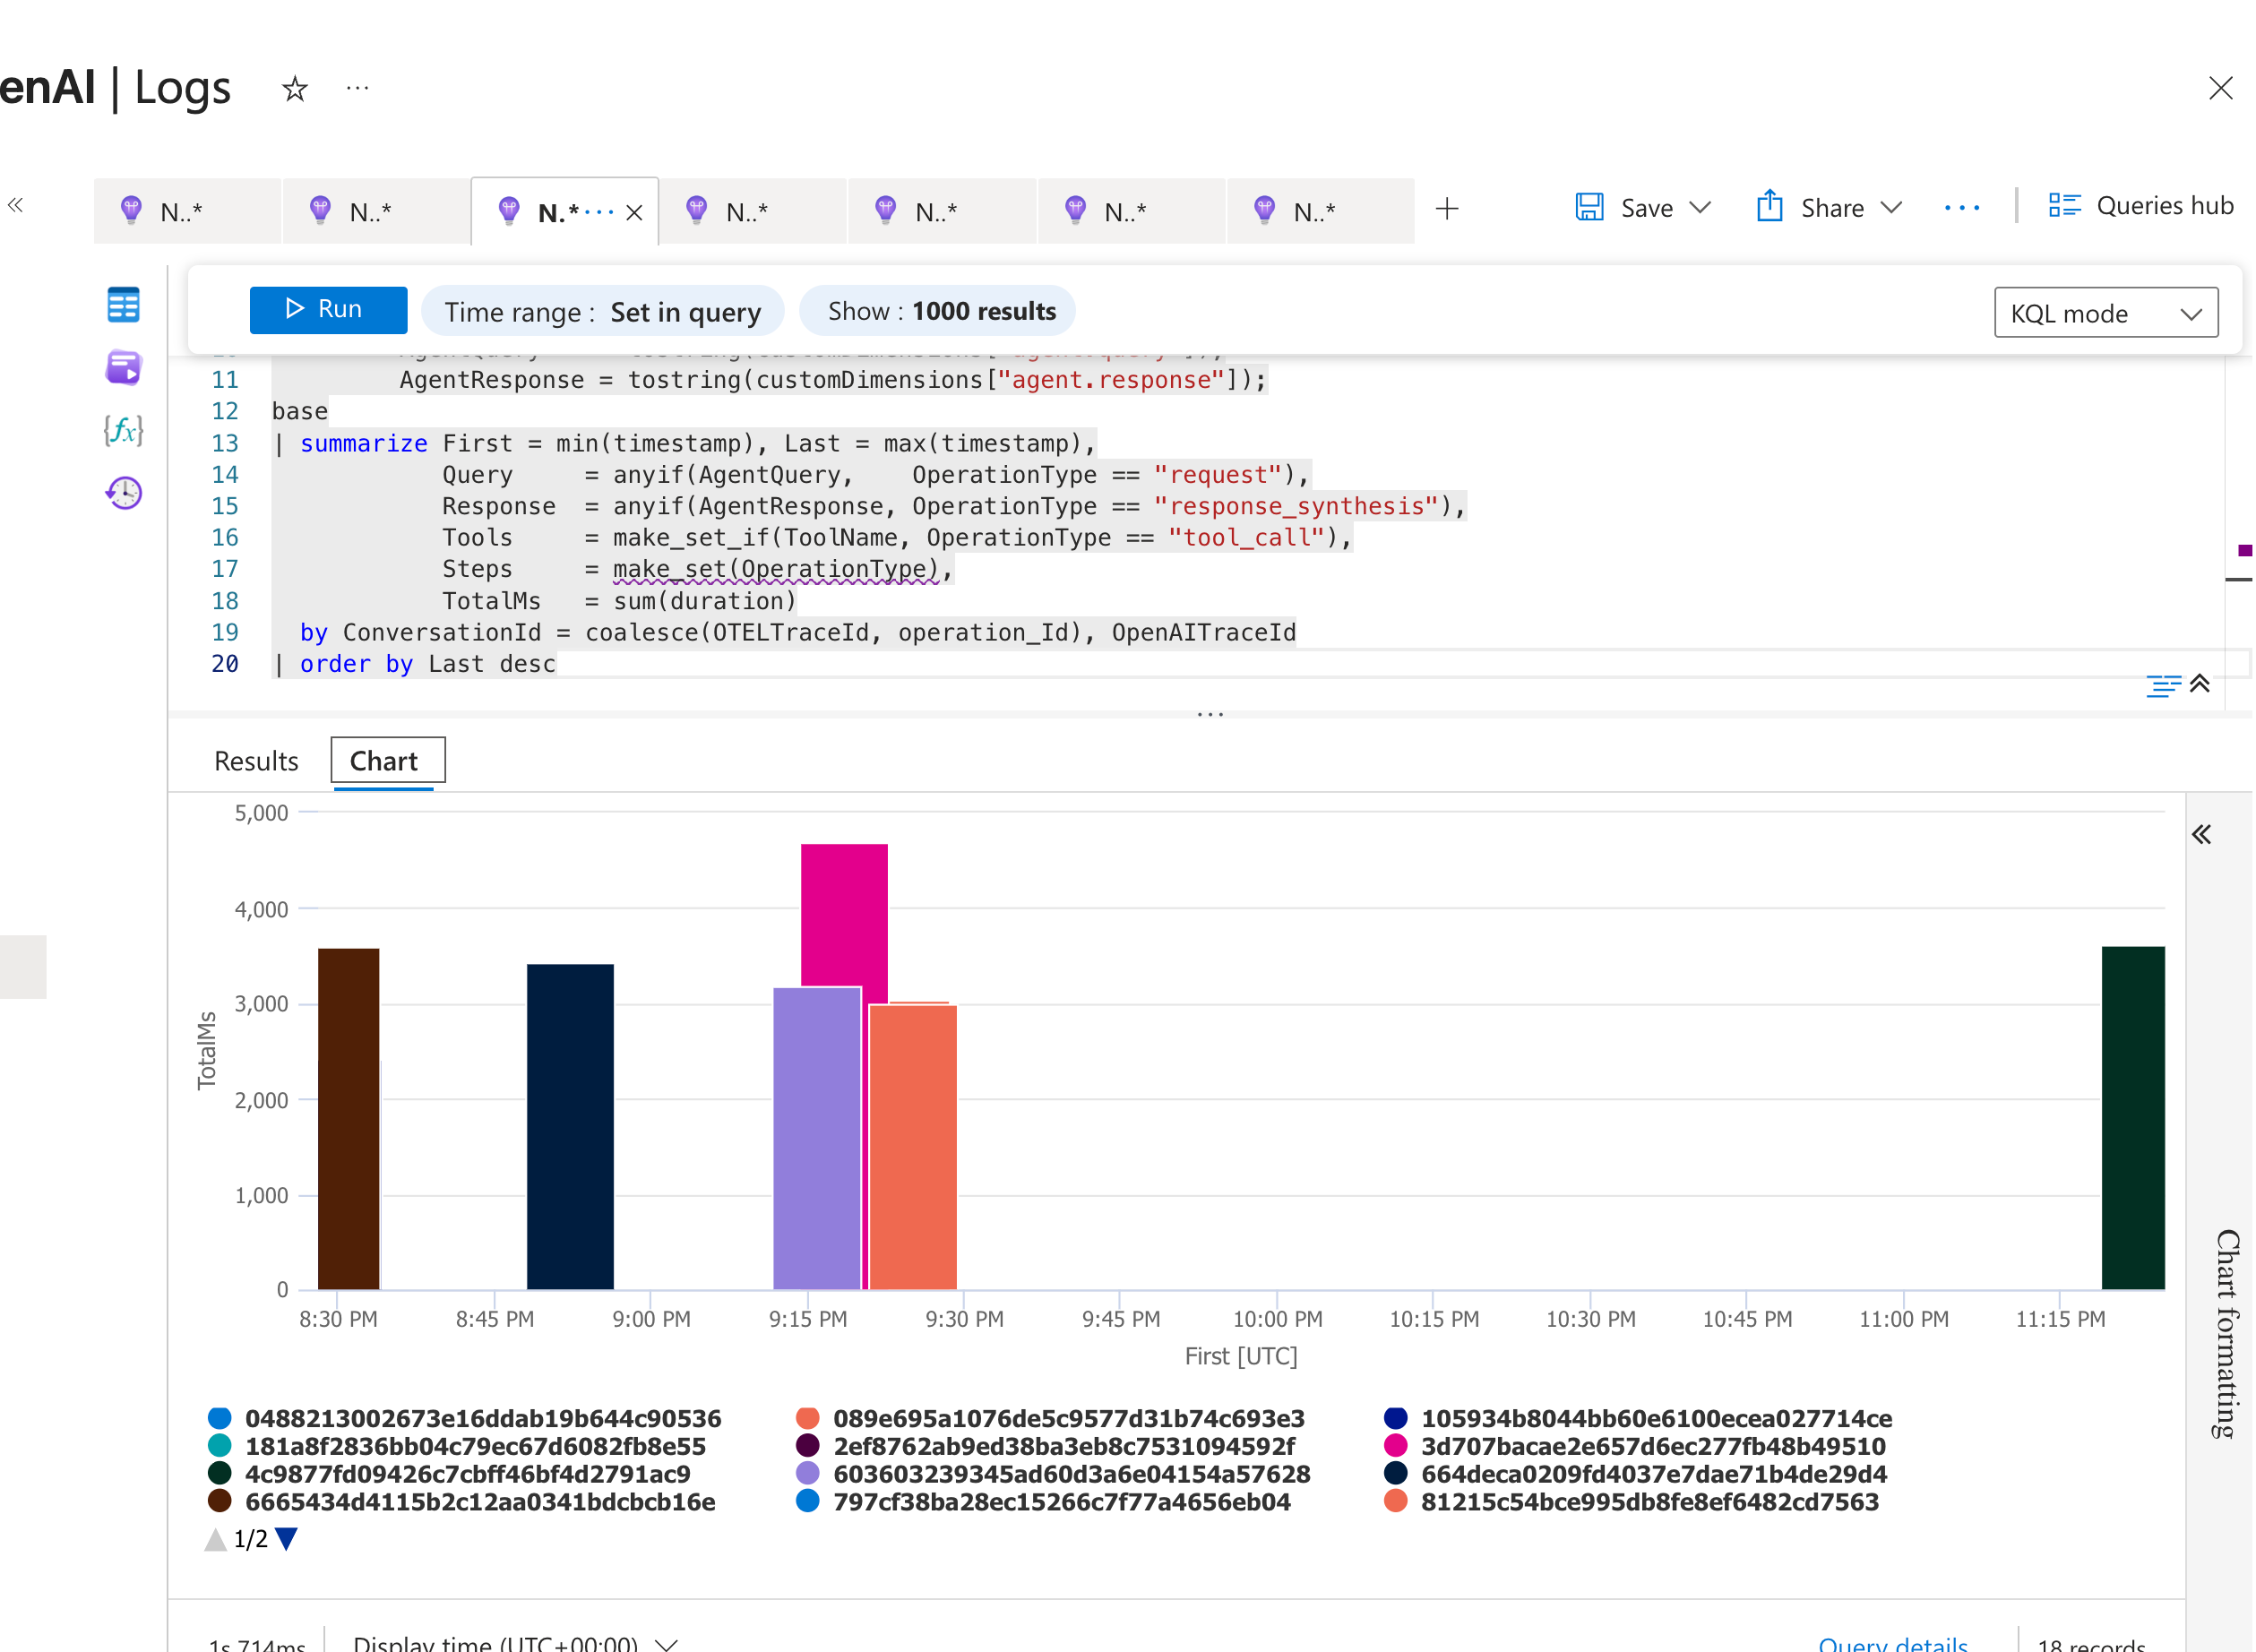 enAI | Logs
N..*
N..*
N.*
N..*
N..*
N..*
N..*
Save
Share
Queries hub
Run
Time range : Set in query
Show : 1000 results
KQL mode
11 AgentResponse = tostring(customDimensions["agent.response"]);
12 base
13 | summarize First = min(timestamp), Last = max(timestamp),
14 Query = anyif(AgentQuery, OperationType == "request"),
15 Response = anyif(AgentResponse, OperationType == "response_synthesis"),
16 Tools = make_set_if(ToolName, OperationType == "tool_call"),
17 Steps = make_set(OperationType),
18 TotalMs = sum(duration)
19 by ConversationId = coalesce(OTELTraceId, operation_Id), OpenAITraceId
20 | order by Last desc
Results
Chart
5,000
4,000
3,000
2,000
1,000
0
TotalMs
8:30 PM 8:45 PM 9:00 PM 9:15 PM 9:30 PM 9:45 PM 10:00 PM 10:15 PM 10:30 PM 10:45 PM 11:00 PM 11:15 PM
First [UTC]
Chart formatting
0488213002673e16ddab19b644c90536 089e695a1076de5c9577d31b74c693e3 105934b8044bb60e6100ecea027714ce
181a8f2836bb04c79ec67d6082fb8e55 2ef8762ab9ed38ba3eb8c7531094592f 3d707bacae2e657d6ec277fb48b49510
4c9877fd09426c7cbff46bf4d2791ac9 603603239345ad60d3a6e04154a57628 664deca0209fd4037e7dae71b4de29d4
6665434d4115b2c12aa0341bdcbcb16e 797cf38ba28ec15266c7f77a4656eb04 81215c54bce995db8fe8ef6482cd7563
1/2
1s 714ms
Display time (UTC+00:00)
Query details
18 records